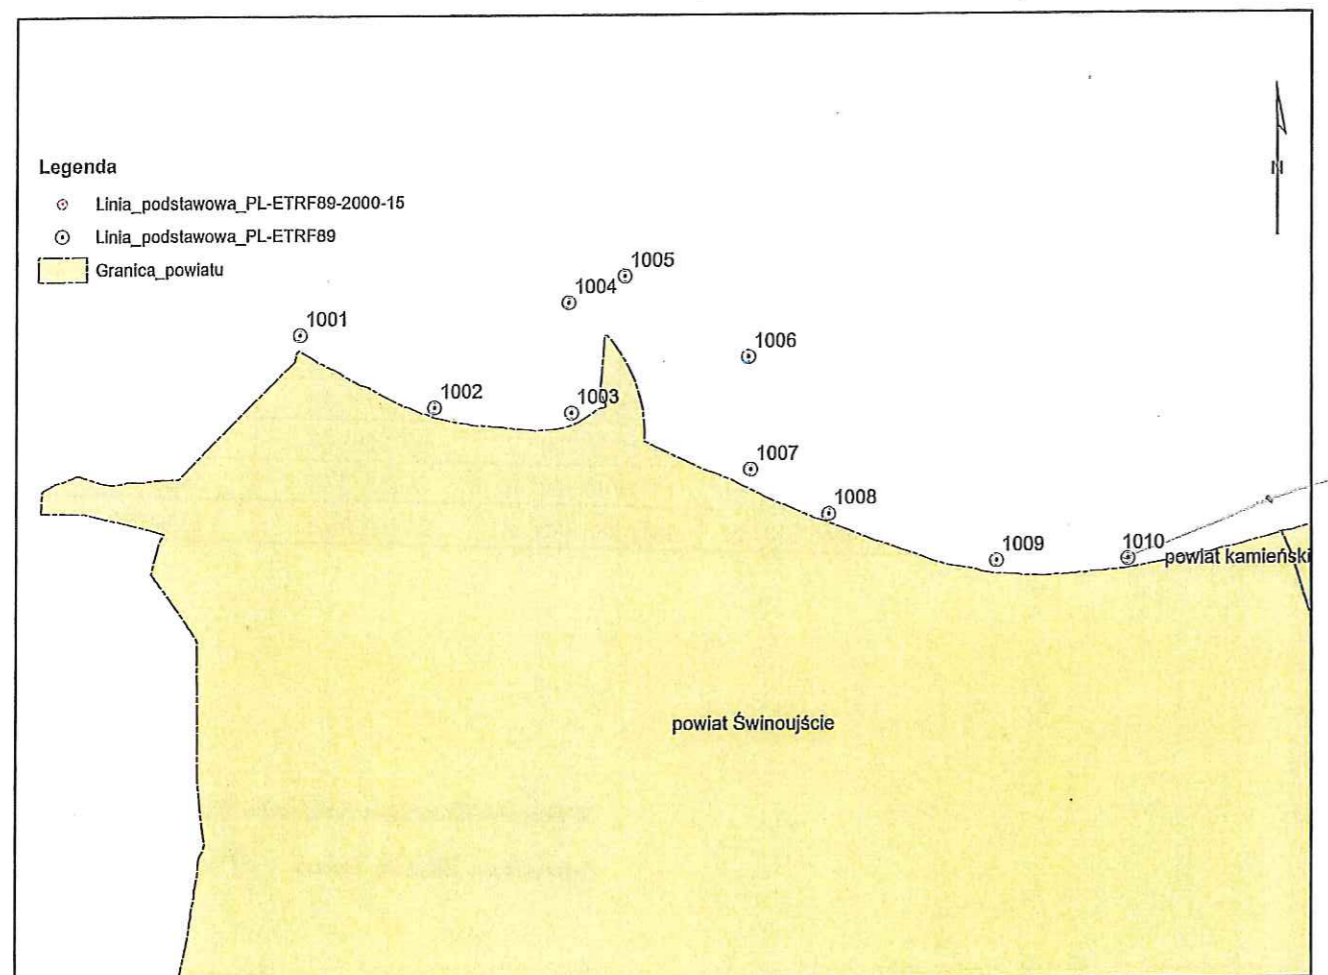 Legenda
Linia_podstawowa_PL-ETRF89-2000-15
Linia_podstawowa_PL-ETRF89
Granica_powiatu
N
1005
1004
1001
1006
1002
1003
1007
1008
1009
1010
powiat kamieński
powiat Świnoujście